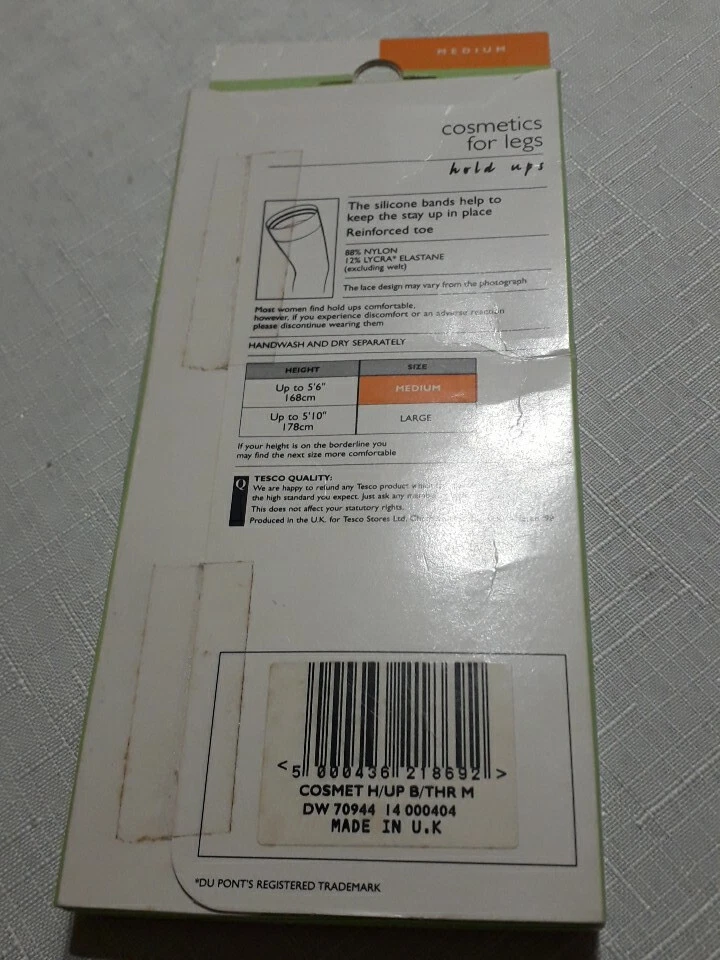 MEDIUM
cosmetics
for legs
hold ups
The silicone bands help to
keep the stay up in place
Reinforced toe
88% NYLON
12% LYCRA* ELASTANE
(excluding welt)
The lace design may vary from the photograph
Most women find hold ups comfortable,
however, if you experience discomfort or an adverse reaction
please discontinue wearing them
HANDWASH AND DRY SEPARATELY
HEIGHT SIZE
Up to 5'6"
168cm
MEDIUM
Up to 5'10"
178cm
LARGE
If your height is on the borderline you
may find the next size more comfortable
Q
TESCO QUALITY:
We are happy to refund any Tesco product which
the high standard you expect. Just ask any
This does not affect your statutory rights.
Produced in the U.K. for Tesco Stores Ltd.
< 5 000436 218692 >
COSMET H/UP B/THR M
DW 70944 14 000404
MADE IN U.K
*DU PONT'S REGISTERED TRADEMARK